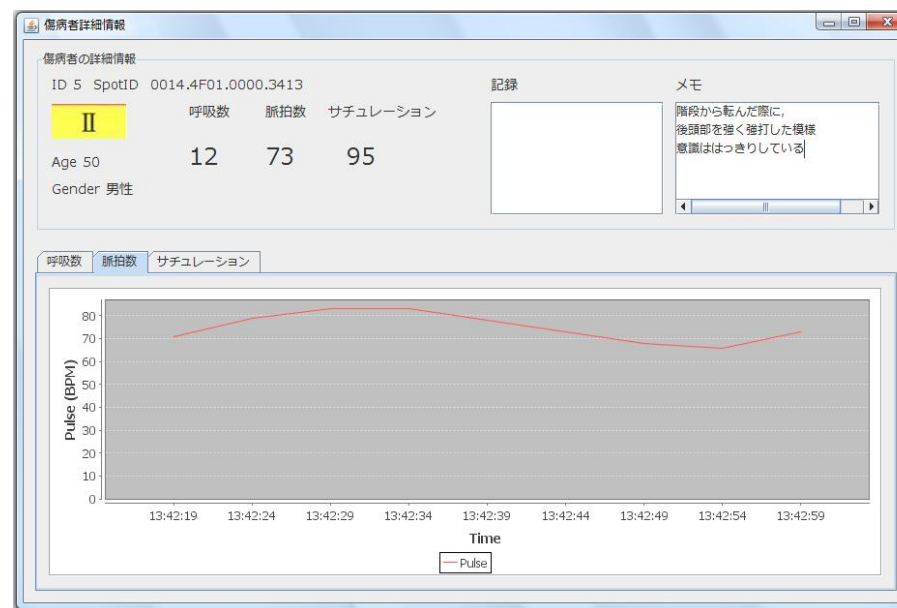 傷病者詳細情報
傷病者の詳細情報
ID 5 SpotID 0014.4F01.0000.3413
記録
メモ
II
呼吸数 脈拍数 サチュレーション
12 73 95
Age 50
Gender 男性
階段から転んだ際に,
後頭部を強く強打した模様
意識ははっきりしている
呼吸数 脈拍数 サチュレーション
Pulse (BPM)
80
70
60
50
40
30
20
10
0
13:42:19 13:42:24 13:42:29 13:42:34 13:42:39 13:42:44 13:42:49 13:42:54 13:42:59
Time
Pulse